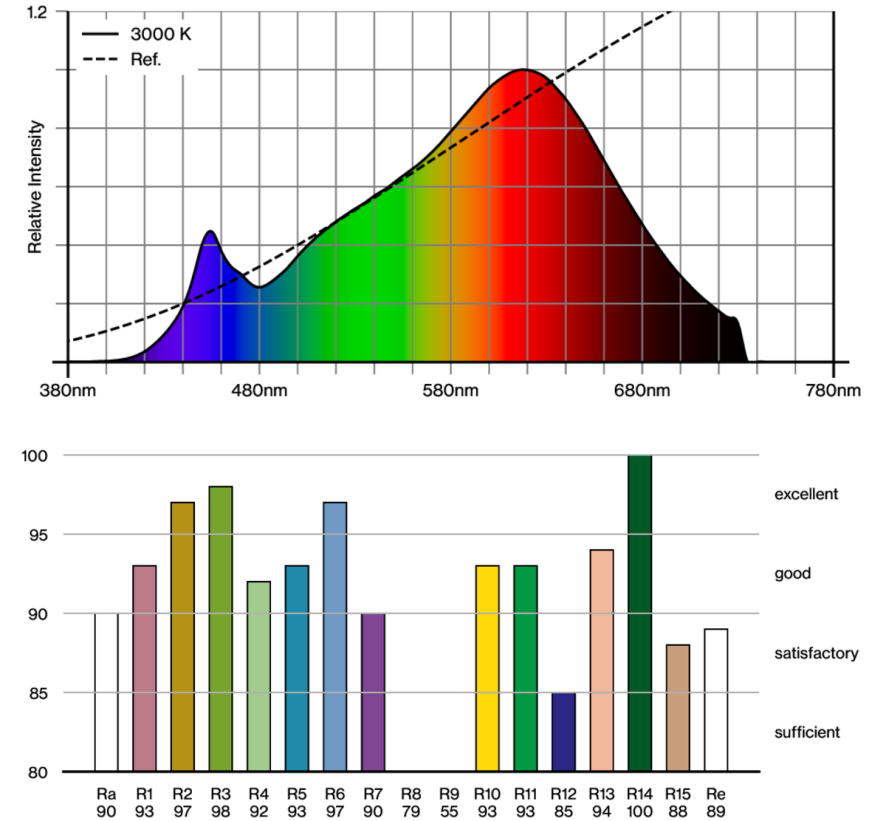 1.2
3000 K
Ref.
Relative Intensity
380nm 480nm 580nm 680nm 780nm
100
excellent
95
good
90
satisfactory
85
sufficient
80
Ra R1 R2 R3 R4 R5 R6 R7 R8 R9 R10 R11 R12 R13 R14 R15 Re
90 93 97 98 92 93 97 90 79 55 93 93 85 94 100 88 89